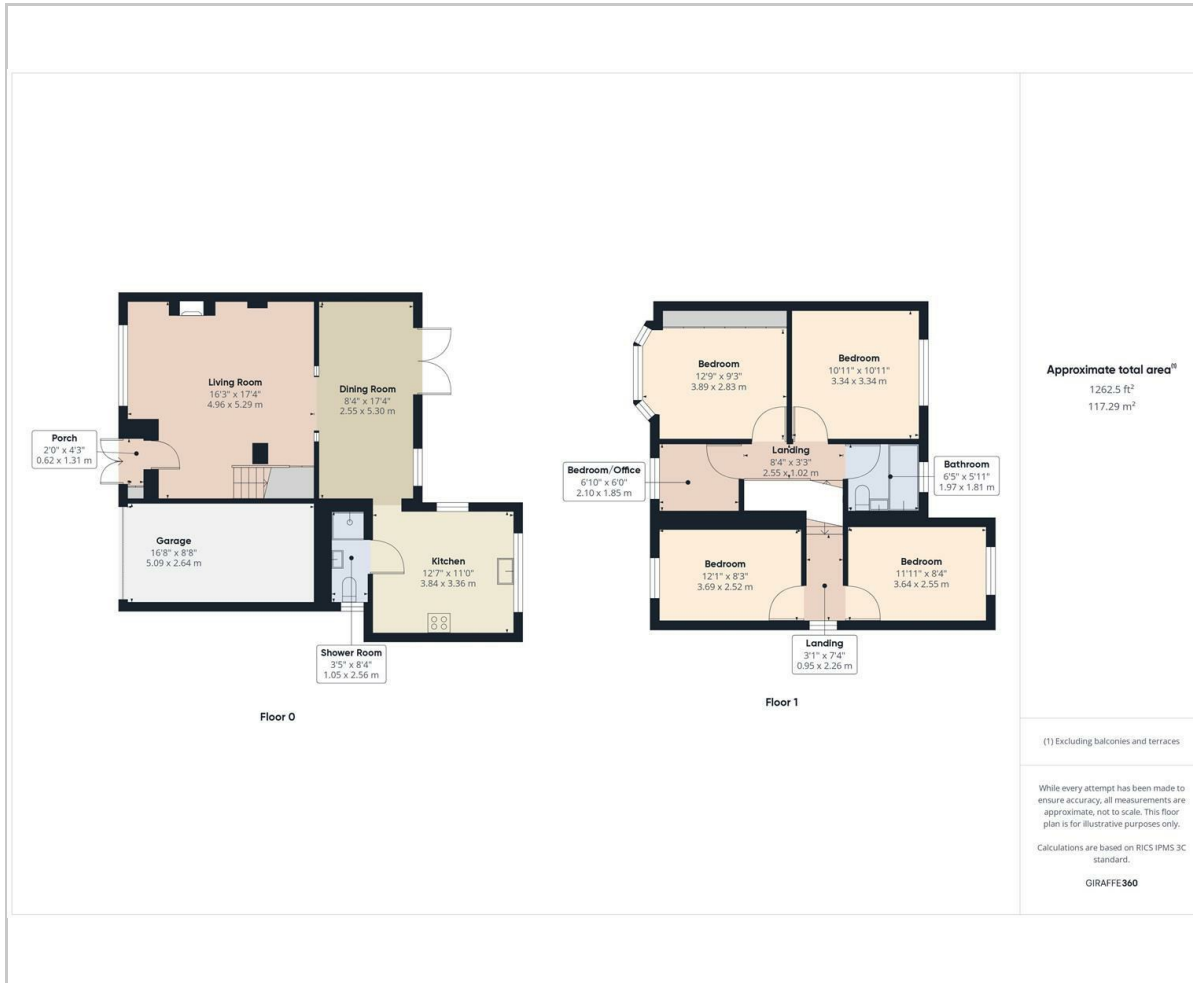 Living Room
16'3" x 17'4"
4.96 x 5.29 m
Dining Room
8'4" x 17'4"
2.55 x 5.30 m
Porch
2'0" x 4'3"
0.62 x 1.31 m
Garage
16'8" x 8'8"
5.09 x 2.64 m
Kitchen
12'7" x 11'0"
3.84 x 3.36 m
Shower Room
3'5" x 8'4"
1.05 x 2.56 m
Floor 0
Bedroom
12'9" x 9'3"
3.89 x 2.83 m
Bedroom
10'11" x 10'11"
3.34 x 3.34 m
Landing
8'4" x 3'3"
2.55 x 1.02 m
Bedroom/Office
6'10" x 6'0"
2.10 x 1.85 m
Bathroom
6'5" x 5'11"
1.97 x 1.81 m
Bedroom
12'1" x 8'3"
3.69 x 2.52 m
Bedroom
11'11" x 8'4"
3.64 x 2.55 m
Landing
3'1" x 7'4"
0.95 x 2.26 m
Floor 1
Approximate total area(1)
1262.5 ft²
117.29 m²
(1) Excluding balconies and terraces
While every attempt has been made to
ensure accuracy, all measurements are
approximate, not to scale. This floor
plan is for illustrative purposes only.
Calculations are based on RICS IPMS 3C
standard.
GIRAFFE360